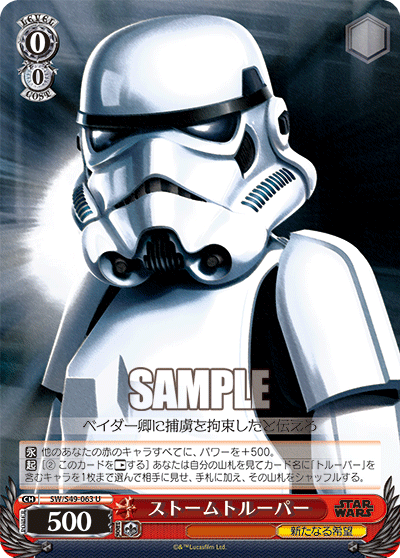 LEVEL
0
0
COST
SAMPLE
ベイダー卿に捕虜を拘束したと伝えろ
永 他のあなたの赤のキャラすべてに、パワーを+500。
起 [② このカードを する] あなたは自分の山札を見てカード名に「トルーパー」を
含むキャラを1枚まで選んで相手に見せ、手札に加え、その山札をシャッフルする。
CH SW/S49-063 U
POWER
500
ストームトルーパー
STAR WARS
新たなる希望
©&™Lucasfilm Ltd.